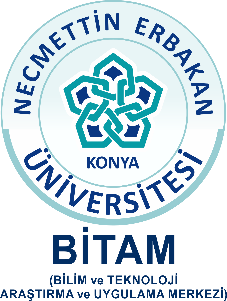 NECMETTİN ERBAKAN
KONYA
ÜNİVERSİTESİ
BİTAM
(BİLİM ve TEKNOLOJİ
ARAŞTIRMA ve UYGULAMA MERKEZİ)